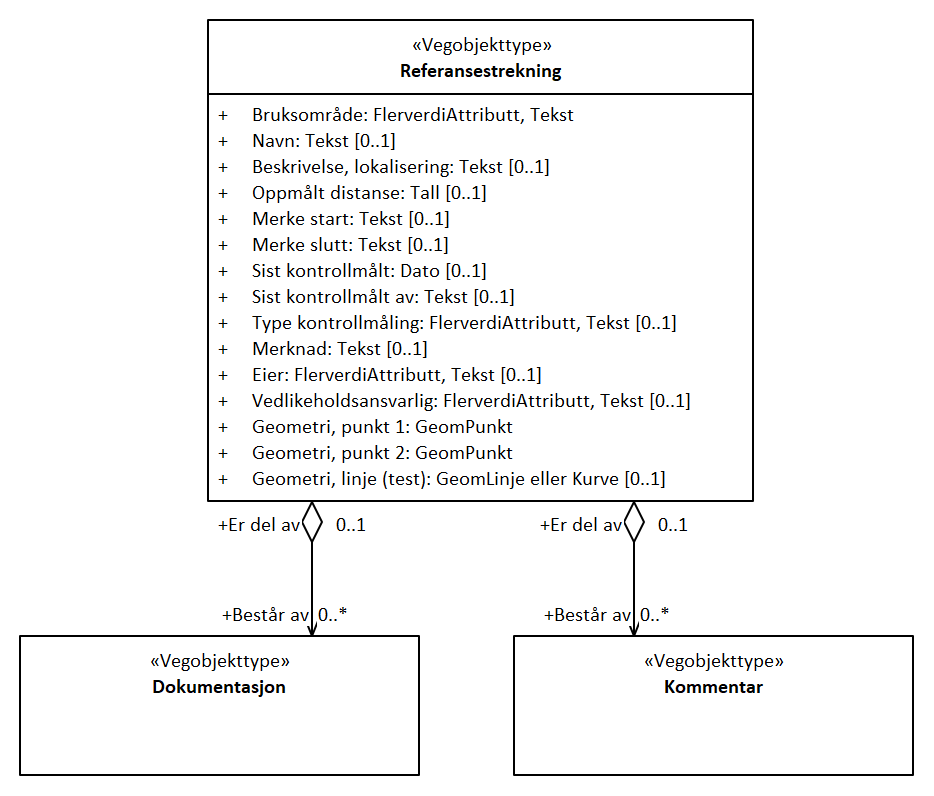 «Vegobjekttype»
Referansestrekning
+ Bruksområde: FlerverdiAttributt, Tekst
+ Navn: Tekst [0..1]
+ Beskrivelse, lokalisering: Tekst [0..1]
+ Oppmålt distanse: Tall [0..1]
+ Merke start: Tekst [0..1]
+ Merke slutt: Tekst [0..1]
+ Sist kontrollmålt: Dato [0..1]
+ Sist kontrollmålt av: Tekst [0..1]
+ Type kontrollmåling: FlerverdiAttributt, Tekst [0..1]
+ Merknad: Tekst [0..1]
+ Eier: FlerverdiAttributt, Tekst [0..1]
+ Vedlikeholdsansvarlig: FlerverdiAttributt, Tekst [0..1]
+ Geometri, punkt 1: GeomPunkt
+ Geometri, punkt 2: GeomPunkt
+ Geometri, linje (test): GeomLinje eller Kurve [0..1]
+Er del av 0..1
+Er del av 0..1
+Består av 0..*
+Består av 0..*
«Vegobjekttype»
Dokumentasjon
«Vegobjekttype»
Kommentar